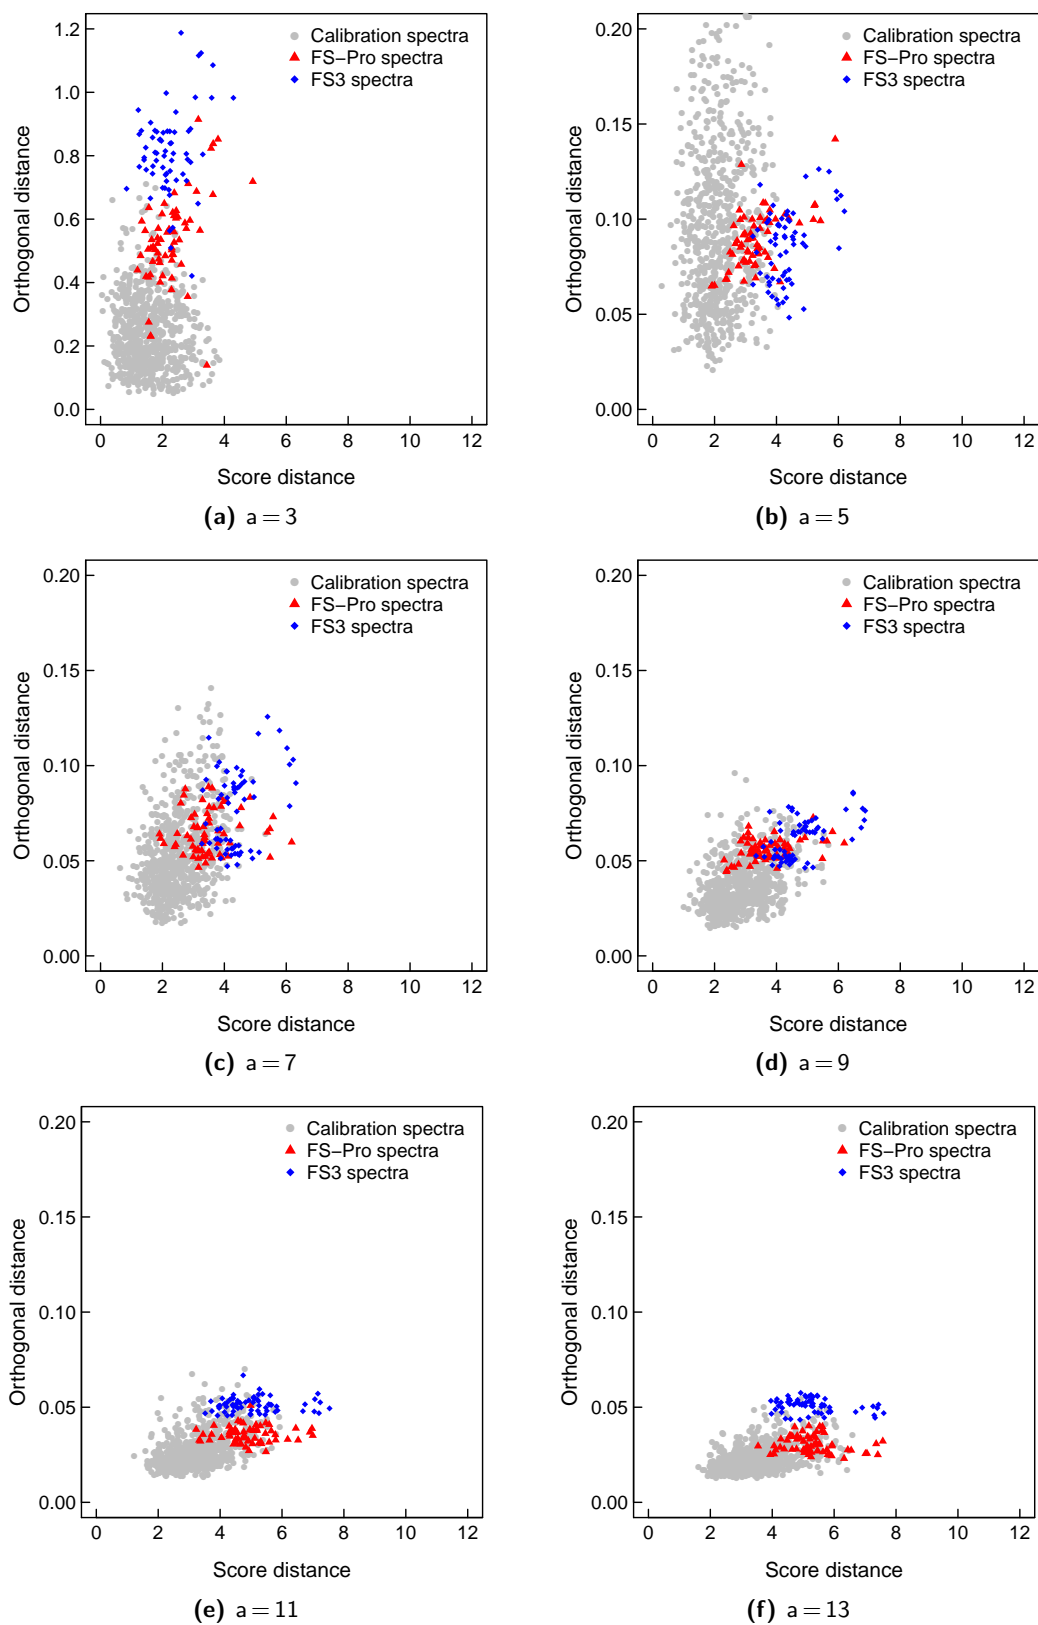 1.2
1.0
0.8
0.6
0.4
0.2
0.0
Orthogonal distance
Calibration spectra
FS−Pro spectra
FS3 spectra
0 2 4 6 8 10 12
Score distance
(a) a = 3
0.20
0.15
0.10
0.05
0.00
Orthogonal distance
Calibration spectra
FS−Pro spectra
FS3 spectra
0 2 4 6 8 10 12
Score distance
(b) a = 5
0.20
0.15
0.10
0.05
0.00
Orthogonal distance
Calibration spectra
FS−Pro spectra
FS3 spectra
0 2 4 6 8 10 12
Score distance
(c) a = 7
0.20
0.15
0.10
0.05
0.00
Orthogonal distance
Calibration spectra
FS−Pro spectra
FS3 spectra
0 2 4 6 8 10 12
Score distance
(d) a = 9
0.20
0.15
0.10
0.05
0.00
Orthogonal distance
Calibration spectra
FS−Pro spectra
FS3 spectra
0 2 4 6 8 10 12
Score distance
(e) a = 11
0.20
0.15
0.10
0.05
0.00
Orthogonal distance
Calibration spectra
FS−Pro spectra
FS3 spectra
0 2 4 6 8 10 12
Score distance
(f) a = 13